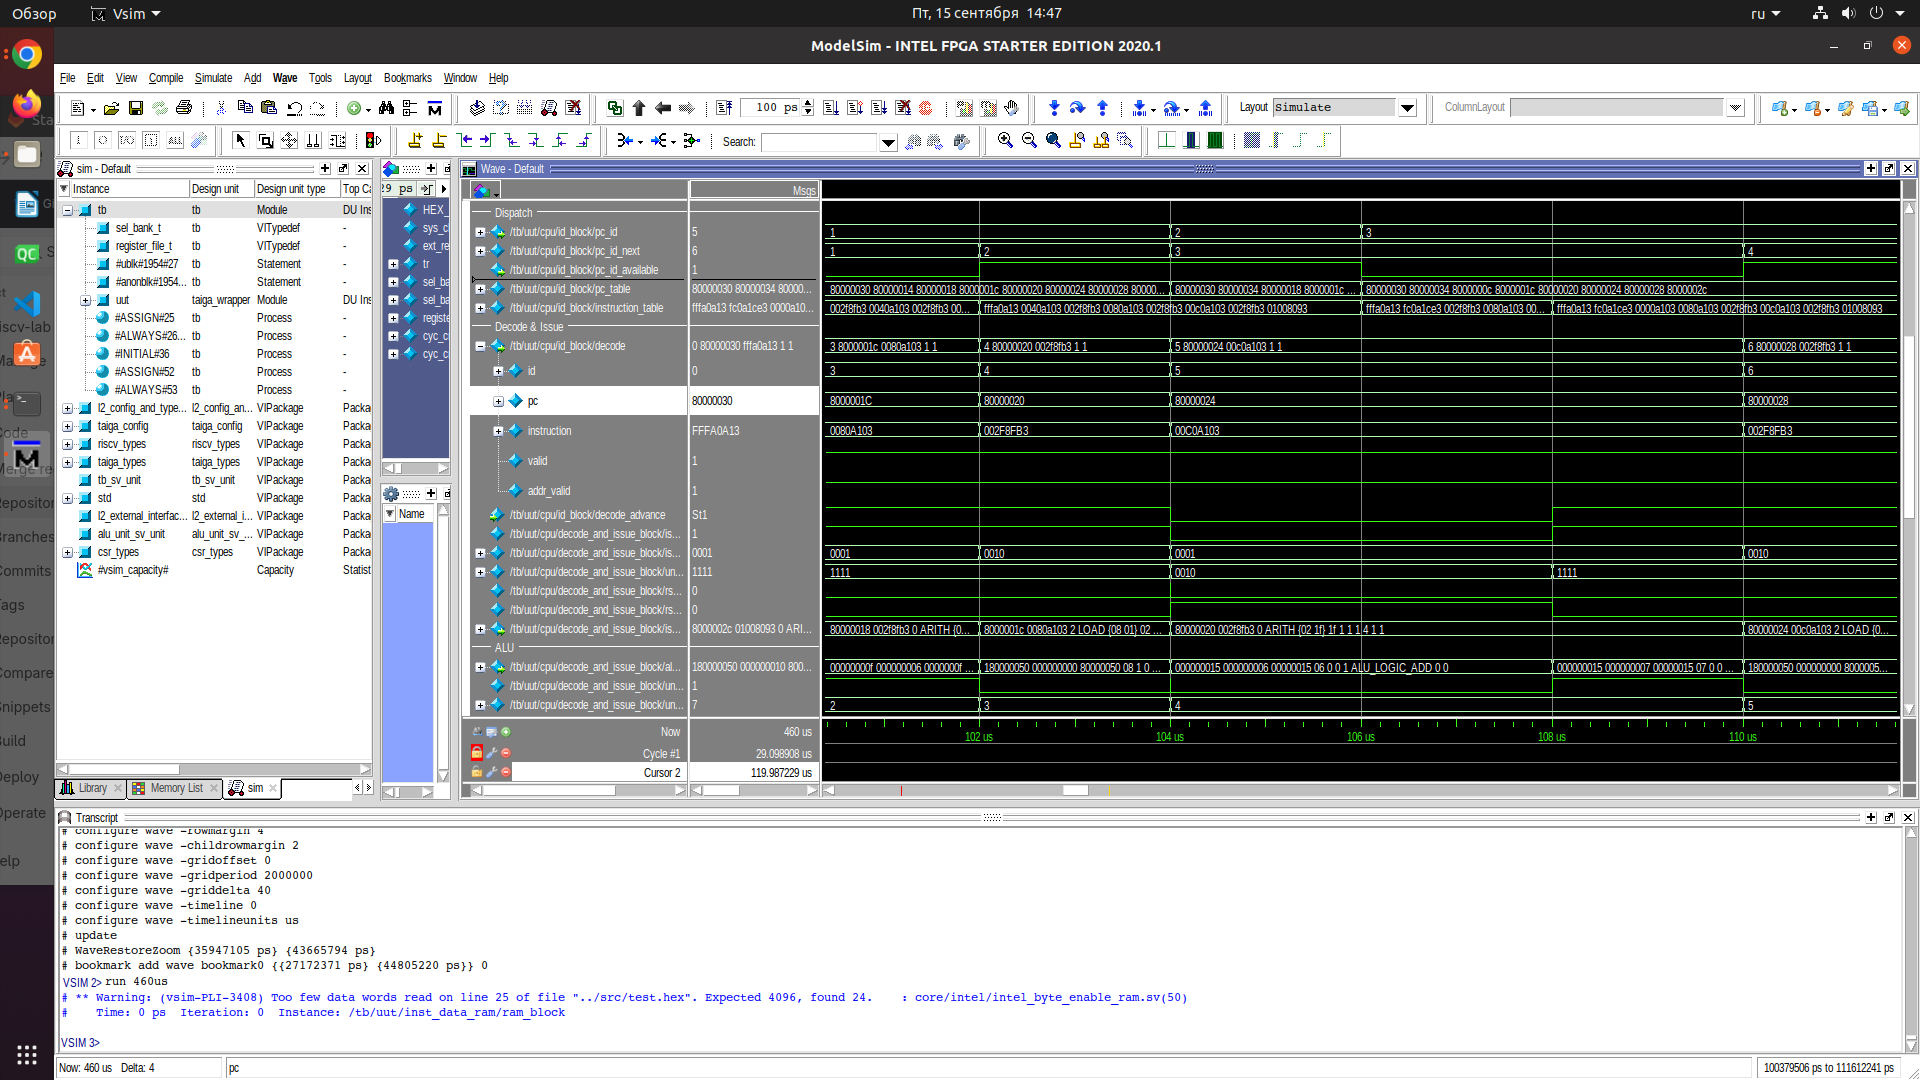 Обзор
Vsim
Пт, 15 сентября 14:47
ru
ModelSim - INTEL FPGA STARTER EDITION 2020.1
File Edit View Compile Simulate Add Wave Tools Layout Bookmarks Window Help
100 ps
Layout Simulate
ColumnLayout
Search:
sim - Default
Instance Design unit Design unit type Top Ca
tb tb Module DU Ins
sel_bank_t tb VITypedef -
register_file_t tb VITypedef -
#ublk#1954#27 tb Statement -
#anonblk#1954... tb Statement -
uut taiga_wrapper Module DU Ins
#ASSIGN#25 tb Process -
#ALWAYS#26... tb Process -
#INITIAL#36 tb Process -
#ASSIGN#52 tb Process -
#ALWAYS#53 tb Process -
l2_config_and_type... l2_config_an... VIPackage Packa
taiga_config taiga_config VIPackage Packa
riscv_types riscv_types VIPackage Packa
taiga_types taiga_types VIPackage Packa
tb_sv_unit tb_sv_unit VIPackage Packa
std std VIPackage Packa
l2_external_interfac... l2_external_i... VIPackage Packa
alu_unit_sv_unit alu_unit_sv_... VIPackage Packa
csr_types csr_types VIPackage Packa
#vsim_capacity# Capacity Statist
Library
Memory List
sim
29 ps
HEX_
sys_c
ext_re
tr
sel_ba
sel_ba
registe
cyc_c
cyc_c
Name
Wave - Default
Msgs
Dispatch
/tb/uut/cpu/id_block/pc_id 5 1 2 3
/tb/uut/cpu/id_block/pc_id_next 6 1 2 3 4
/tb/uut/cpu/id_block/pc_id_available 1
/tb/uut/cpu/id_block/pc_table 80000030 80000034 80000... 80000030 80000014 80000018 8000001c 80000020 80000024 80000028 8000... 80000030 80000034 80000018 8000001c ... 80000030 80000034 8000000c 8000001c 80000020 80000024 80000028 8000002c
/tb/uut/cpu/id_block/instruction_table fffa0a13 fc0a1ce3 0000a10... 002f8fb3 0040a103 002f8fb3 00... fffa0a13 0040a103 002f8fb3 0080a103 002f8fb3 00c0a103 002f8fb3 01008093 fffa0a13 fc0a1ce3 002f8fb3 0080a103 00... fffa0a13 fc0a1ce3 0000a103 0080a103 002f8fb3 00c0a103 002f8fb3 01008093
Decode & Issue
/tb/uut/cpu/id_block/decode 0 80000030 fffa0a13 1 1 3 8000001c 0080a103 1 1 4 80000020 002f8fb3 1 1 5 80000024 00c0a103 1 1 6 80000028 002f8fb3 1 1
id 0 3 4 5 6
pc 80000030 8000001C 80000020 80000024 80000028
instruction FFFA0A13 0080A103 002F8FB3 00C0A103 002F8FB3
valid 1
addr_valid 1
/tb/uut/cpu/id_block/decode_advance St1
/tb/uut/cpu/decode_and_issue_block/is... 1
/tb/uut/cpu/decode_and_issue_block/is... 0001 0001 0010 0001 0010
/tb/uut/cpu/decode_and_issue_block/un... 1111 1111 0010 1111
/tb/uut/cpu/decode_and_issue_block/rs... 0
/tb/uut/cpu/decode_and_issue_block/rs... 0
/tb/uut/cpu/decode_and_issue_block/is... 8000002c 01008093 0 ARI... 80000018 002f8fb3 0 ARITH {0... 8000001c 0080a103 2 LOAD {08 01} 02 ... 80000020 002f8fb3 0 ARITH {02 1f} 1f 1 1 1 4 1 1 80000024 00c0a103 2 LOAD {0...
ALU
/tb/uut/cpu/decode_and_issue_block/al... 180000050 000000010 800... 00000000f 000000006 0000000f ... 180000050 000000000 80000050 08 1 0 ... 000000015 000000006 00000015 06 0 0 1 ALU_LOGIC_ADD 0 0 000000015 000000007 00000015 07 0 0 ... 180000050 000000000 8000005...
/tb/uut/cpu/decode_and_issue_block/un... 1
/tb/uut/cpu/decode_and_issue_block/un... 7 2 3 4 5
Now 460 us 102 us 104 us 106 us 108 us 110 us
Cycle #1 29.098908 us
Cursor 2 119.987229 us
Transcript
# configure wave -rowmargin 4
# configure wave -childrowmargin 2
# configure wave -gridoffset 0
# configure wave -gridperiod 2000000
# configure wave -griddelta 40
# configure wave -timeline 0
# configure wave -timelineunits us
# update
# WaveRestoreZoom {35947105 ps} {43665794 ps}
# bookmark add wave bookmark0 {{27172371 ps} {44805220 ps}} 0
VSIM 2> run 460us
# ** Warning: (vsim-PLI-3408) Too few data words read on line 25 of file "../src/test.hex". Expected 4096, found 24. : core/intel/intel_byte_enable_ram.sv(50)
# Time: 0 ps Iteration: 0 Instance: /tb/uut/inst_data_ram/ram_block
VSIM 3>
Now: 460 us Delta: 4
pc
100379506 ps to 111612241 ps